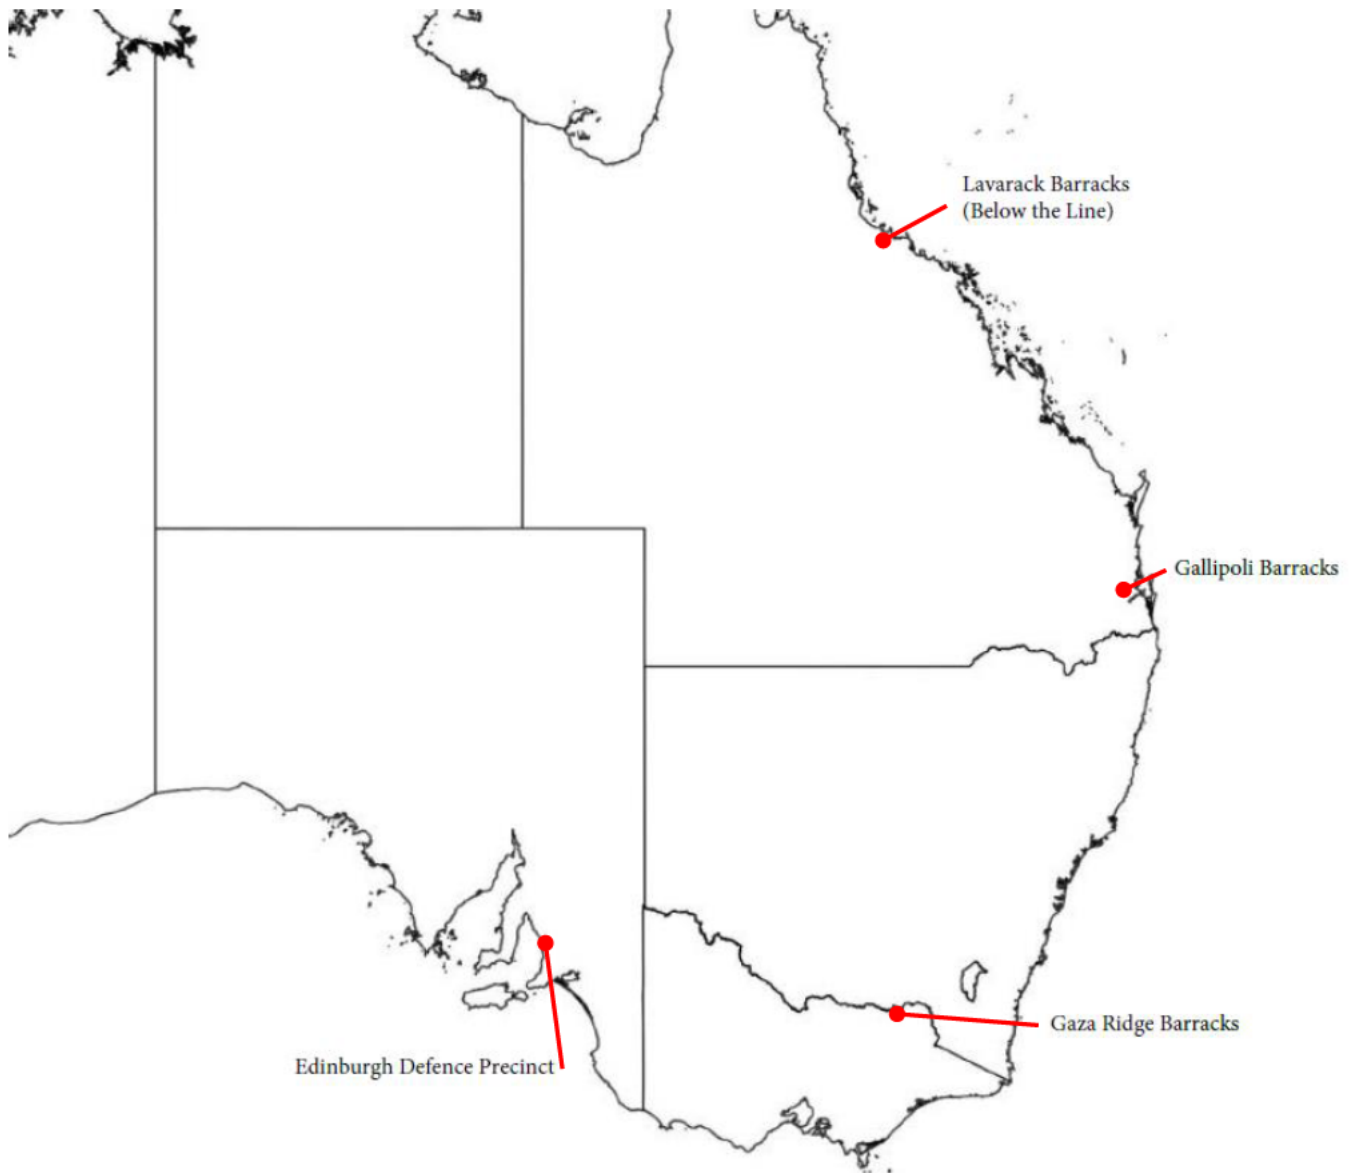 Lavarack Barracks
(Below the Line)
Gallipoli Barracks
Gaza Ridge Barracks
Edinburgh Defence Precinct